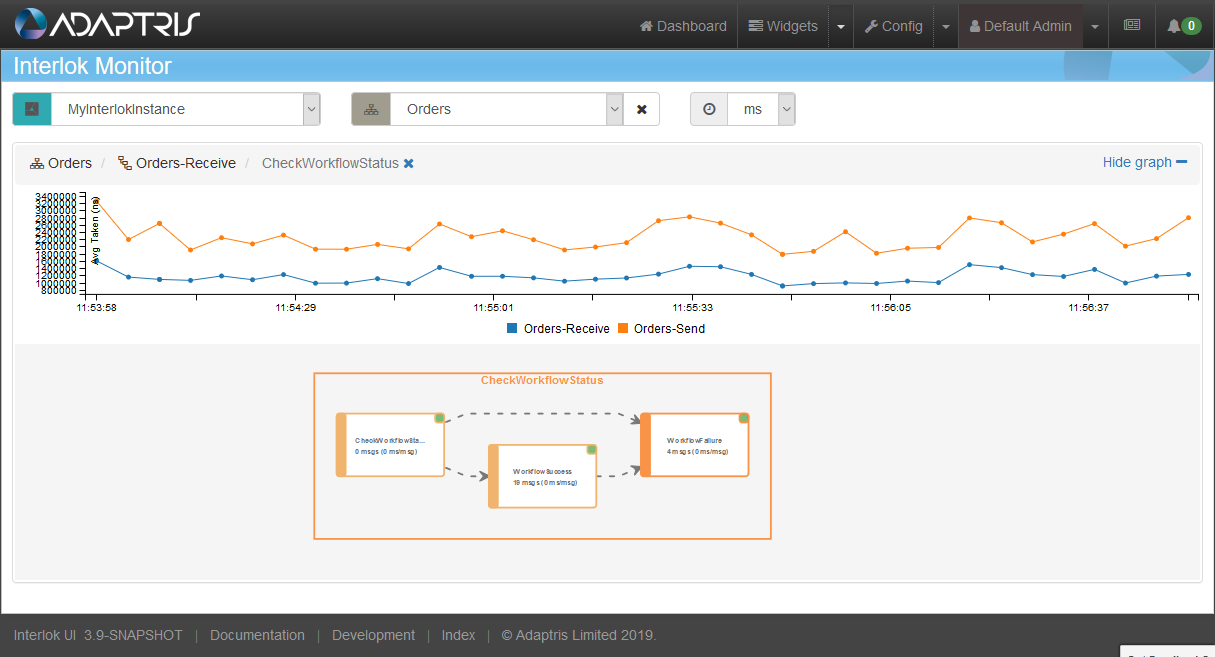 ADAPTRIS
Dashboard Widgets Config Default Admin 0
Interlok Monitor
MyInterlokInstance Orders ms
Orders / Orders-Receive / CheckWorkflowStatus Hide graph
3400000
3200000
3000000
2800000
2600000
2400000
2200000
2000000
1800000
1600000
1400000
1200000
1000000
800000
Avg Taken (ns)
11:53:58 11:54:29 11:55:01 11:55:33 11:56:05 11:56:37
Orders-Receive Orders-Send
CheckWorkflowStatus
CheckWorkflowSta...
0 msgs (0 ms/msg)
WorkflowSuccess
19 msgs (0 ms/msg)
WorkflowFailure
4 msgs (0 ms/msg)
Interlok UI 3.9-SNAPSHOT | Documentation | Development | Index | © Adaptris Limited 2019.